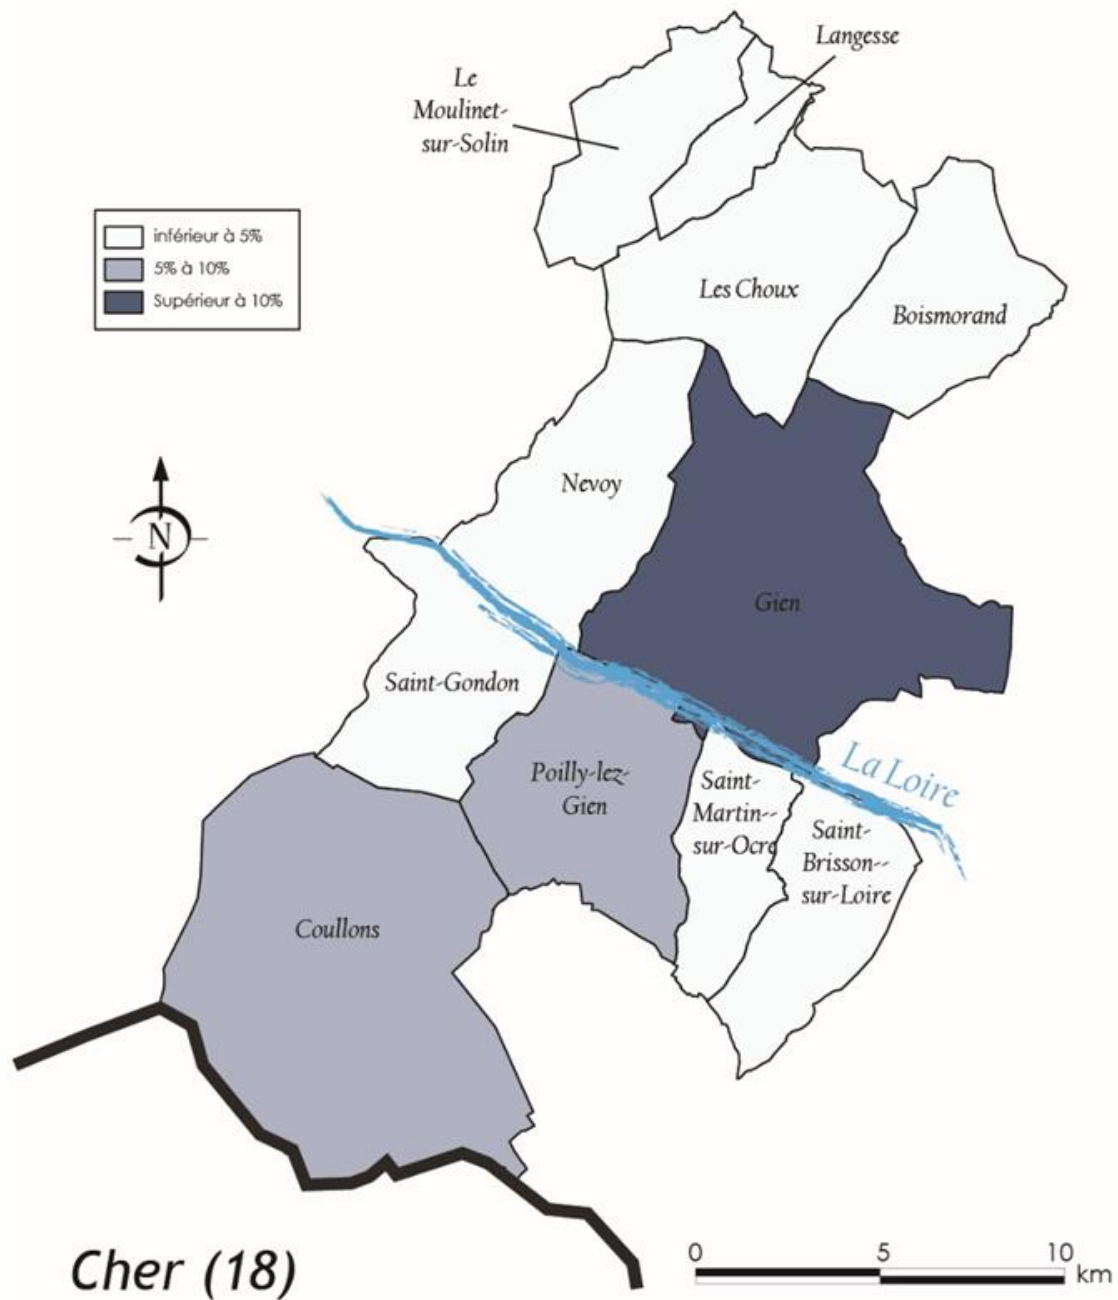 Langesse
Le
Moulinet-
sur-Solin
inférieur à 5%
5% à 10%
Supérieur à 10%
Les Choux
Boismorand
Nevoy
N
Gien
Saint-Gondon
La Loire
Poilly-lez-
Gien
Saint-
Martin--
sur-Ocre
Saint-
Brisson--
sur-Loire
Coullons
Cher (18)
0 5 10
km